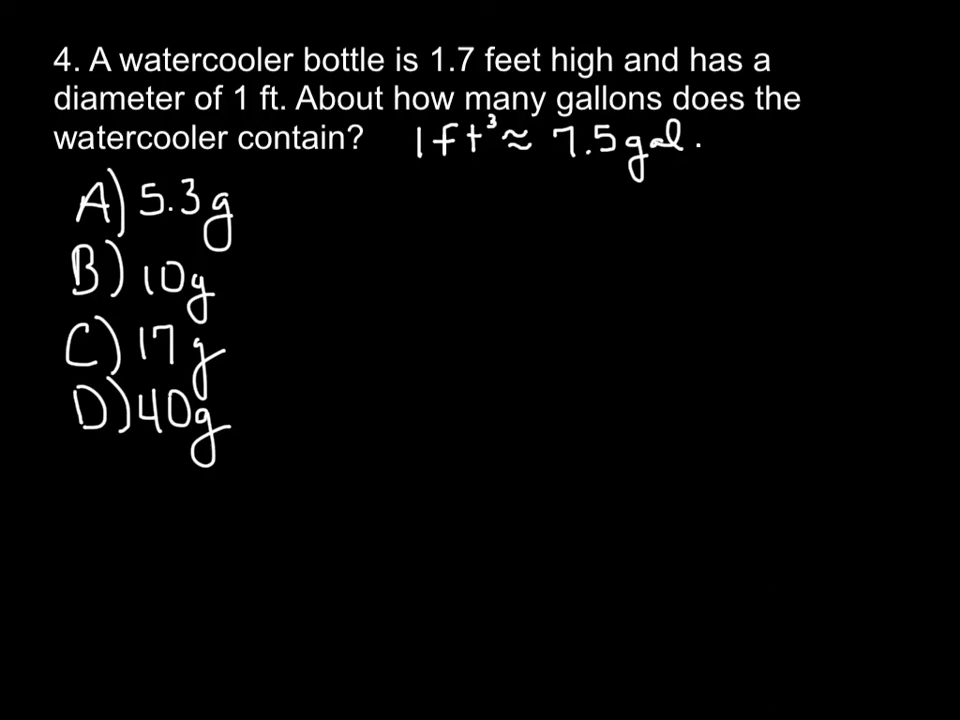 4. A watercooler bottle is 1.7 feet high and has a
diameter of 1 ft. About how many gallons does the
watercooler contain? 1ft³ ≈ 7.5gal.
A) 5.3g
B) 10g
C) 17g
D) 40g